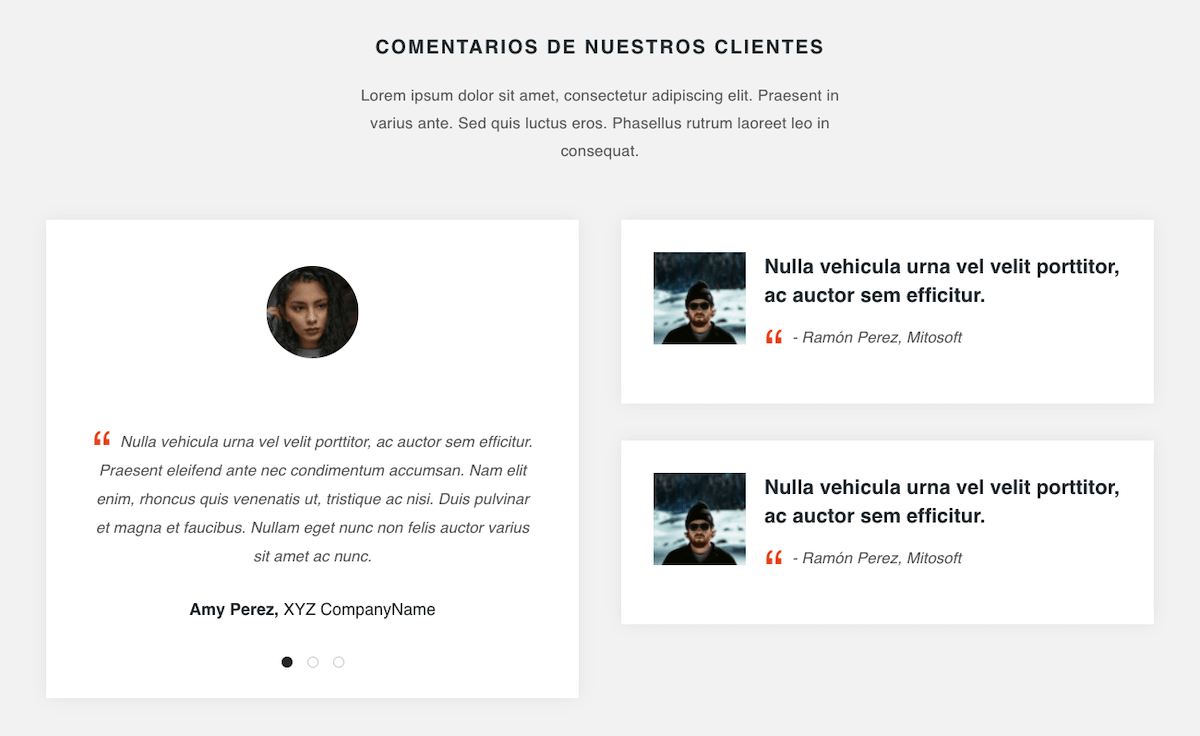 COMENTARIOS DE NUESTROS CLIENTES
Lorem ipsum dolor sit amet, consectetur adipiscing elit. Praesent in
varius ante. Sed quis luctus eros. Phasellus rutrum laoreet leo in
consequat.
“ Nulla vehicula urna vel velit porttitor, ac auctor sem efficitur.
Praesent eleifend ante nec condimentum accumsan. Nam elit
enim, rhoncus quis venenatis ut, tristique ac nisi. Duis pulvinar
et magna et faucibus. Nullam eget nunc non felis auctor varius
sit amet ac nunc.
Amy Perez, XYZ CompanyName
Nulla vehicula urna vel velit porttitor,
ac auctor sem efficitur.
“ - Ramón Perez, Mitosoft
Nulla vehicula urna vel velit porttitor,
ac auctor sem efficitur.
“ - Ramón Perez, Mitosoft